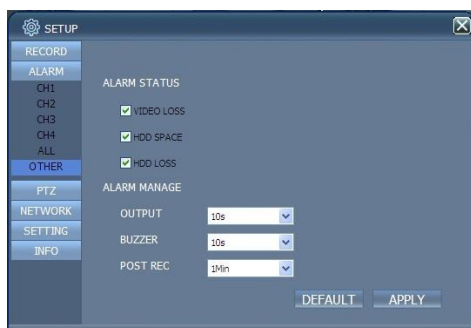 SETUP
RECORD
ALARM
CH1
CH2
CH3
CH4
ALL
OTHER
PTZ
NETWORK
SETTING
INFO
ALARM STATUS
VIDEO LOSS
HDD SPACE
HDD LOSS
ALARM MANAGE
OUTPUT 10s
BUZZER 10s
POST REC 1Min
DEFAULT APPLY